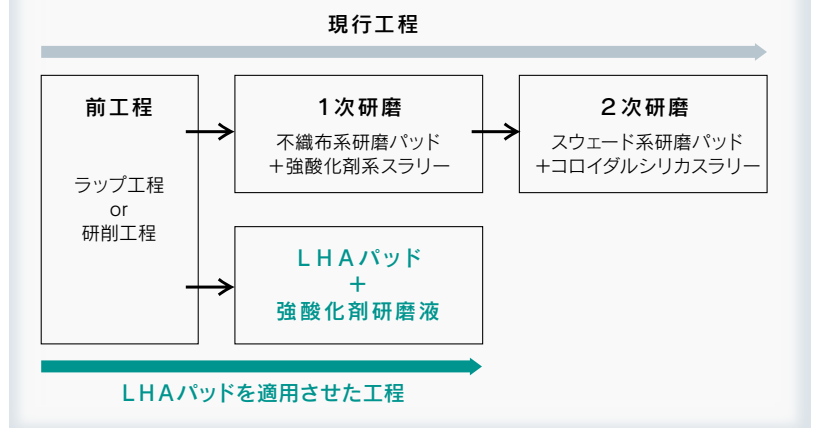 現行工程
前工程
ラップ工程
or
研削工程
1次研磨
不織布系研磨パッド
+強酸化剤系スラリー
2次研磨
スウェード系研磨パッド
+コロイダルシリカスラリー
LHAパッド
+
強酸化剤研磨液
LHAパッドを適用させた工程